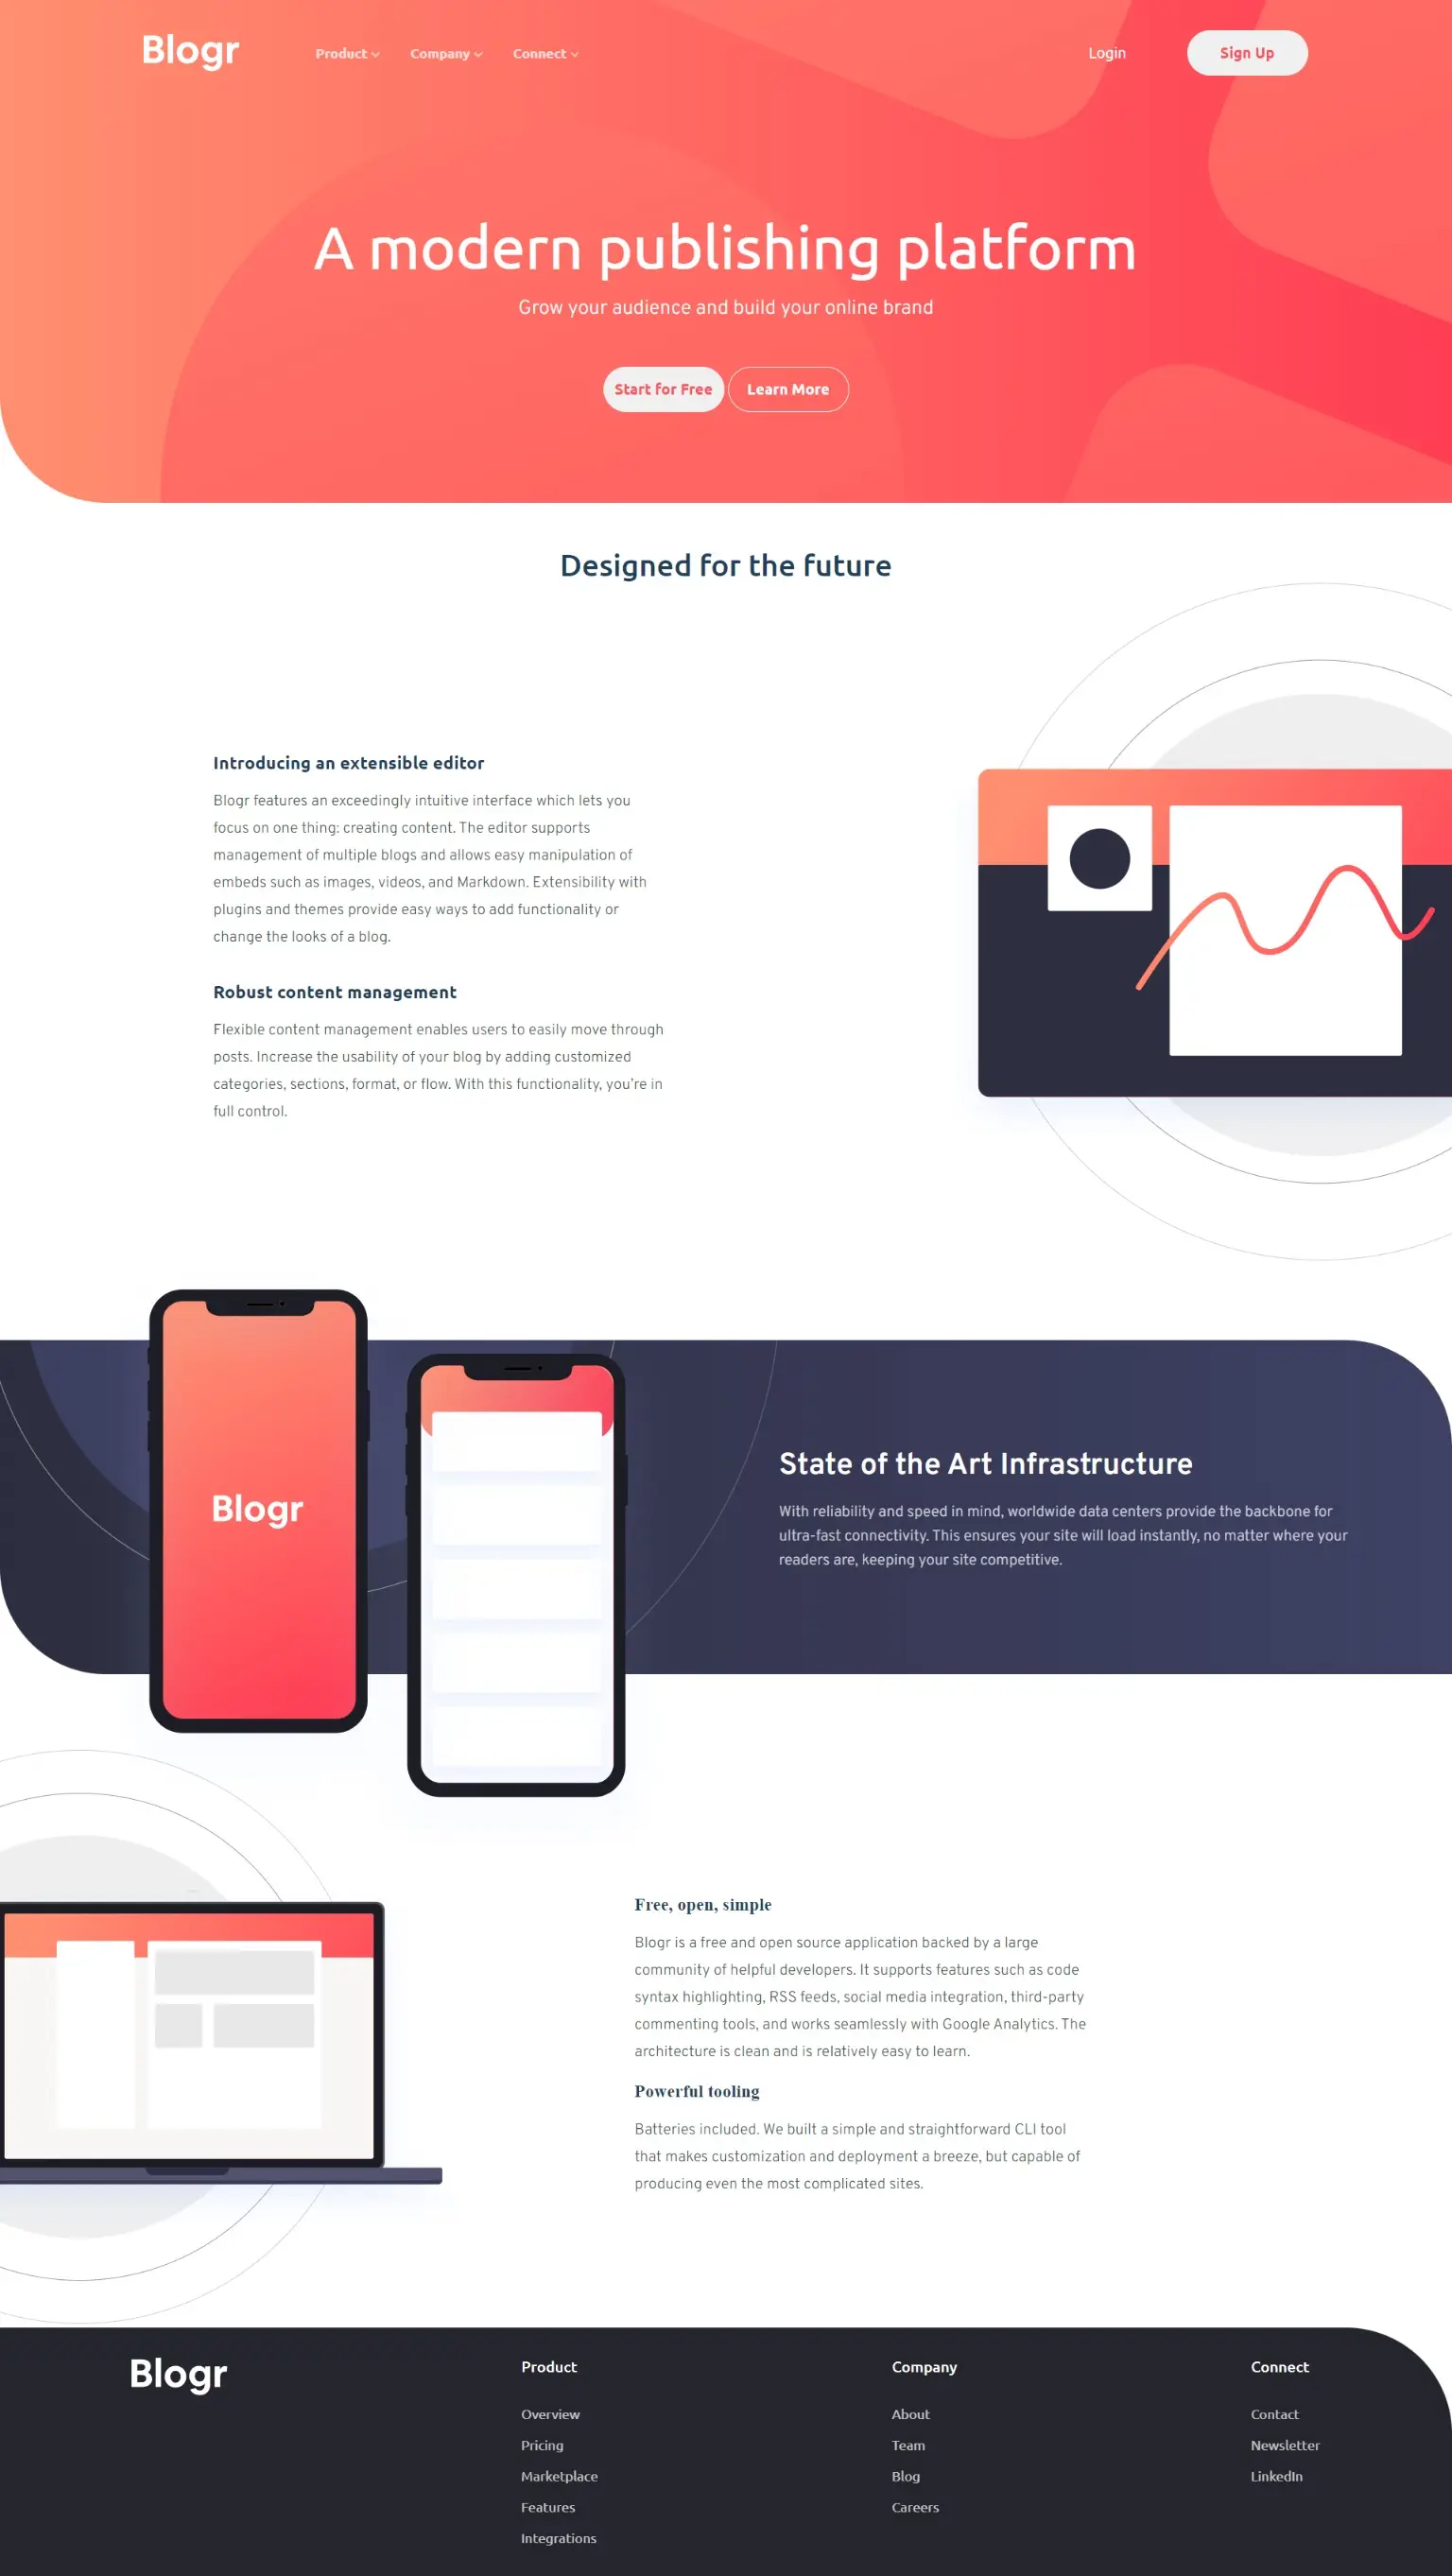 Blogr
Product
Company
Connect
Login
Sign Up
A modern publishing platform
Grow your audience and build your online brand
Start for Free
Learn More
Designed for the future
Introducing an extensible editor
Blogr features an exceedingly intuitive interface which lets you
focus on one thing: creating content. The editor supports
management of multiple blogs and allows easy manipulation of
embeds such as images, videos, and Markdown. Extensibility with
plugins and themes provide easy ways to add functionality or
change the looks of a blog.
Robust content management
Flexible content management enables users to easily move through
posts. Increase the usability of your blog by adding customized
categories, sections, format, or flow. With this functionality, you're in
full control.
Blogr
State of the Art Infrastructure
With reliability and speed in mind, worldwide data centers provide the backbone for
ultra-fast connectivity. This ensures your site will load instantly, no matter where your
readers are, keeping your site competitive.
Free, open, simple
Blogr is a free and open source application backed by a large
community of helpful developers. It supports features such as code
syntax highlighting, RSS feeds, social media integration, third-party
commenting tools, and works seamlessly with Google Analytics. The
architecture is clean and is relatively easy to learn.
Powerful tooling
Batteries included. We built a simple and straightforward CLI tool
that makes customization and deployment a breeze, but capable of
producing even the most complicated sites.
Blogr
Product
Overview
Pricing
Marketplace
Features
Integrations
Company
About
Team
Blog
Careers
Connect
Contact
Newsletter
LinkedIn